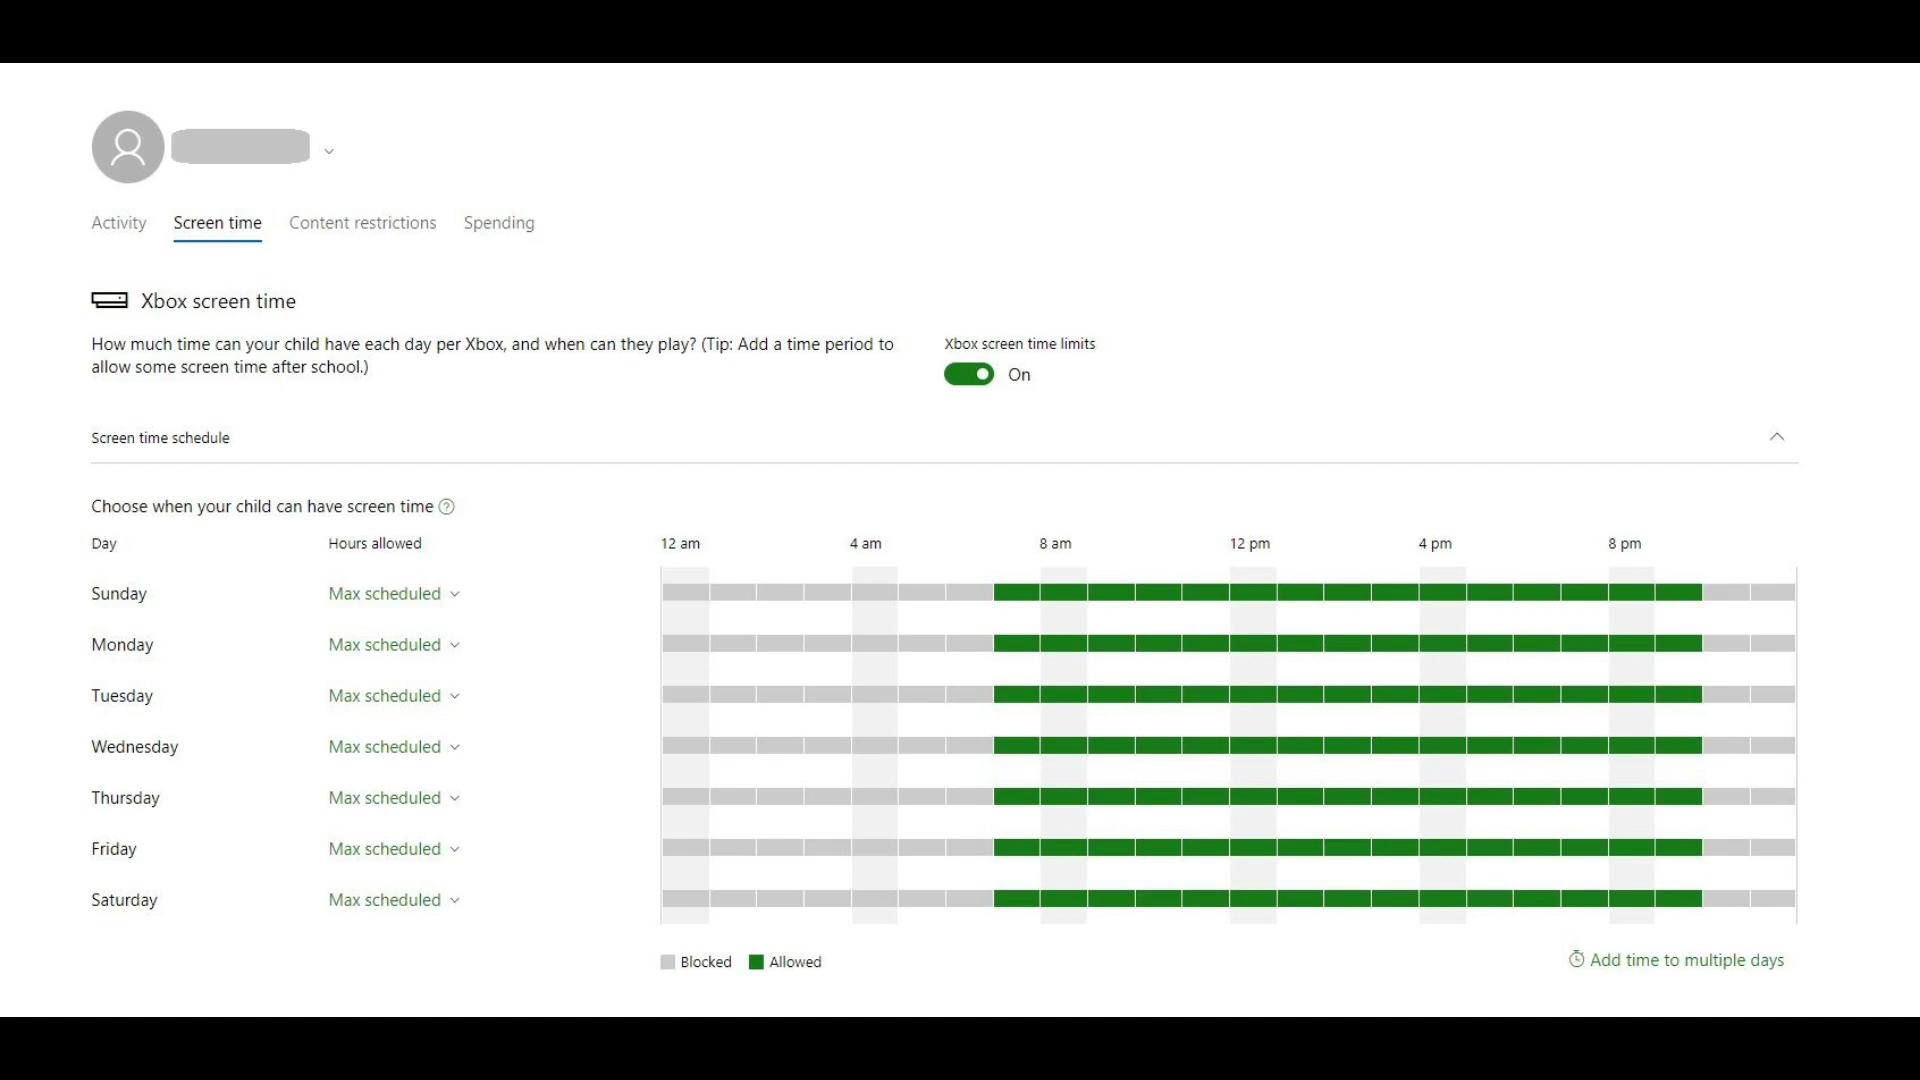 Activity Screen time Content restrictions Spending
Xbox screen time
How much time can your child have each day per Xbox, and when can they play? (Tip: Add a time period to
allow some screen time after school.)
Xbox screen time limits
On
Screen time schedule
Choose when your child can have screen time ?
Day Hours allowed 12 am 4 am 8 am 12 pm 4 pm 8 pm
Sunday Max scheduled
Monday Max scheduled
Tuesday Max scheduled
Wednesday Max scheduled
Thursday Max scheduled
Friday Max scheduled
Saturday Max scheduled
Blocked Allowed Add time to multiple days